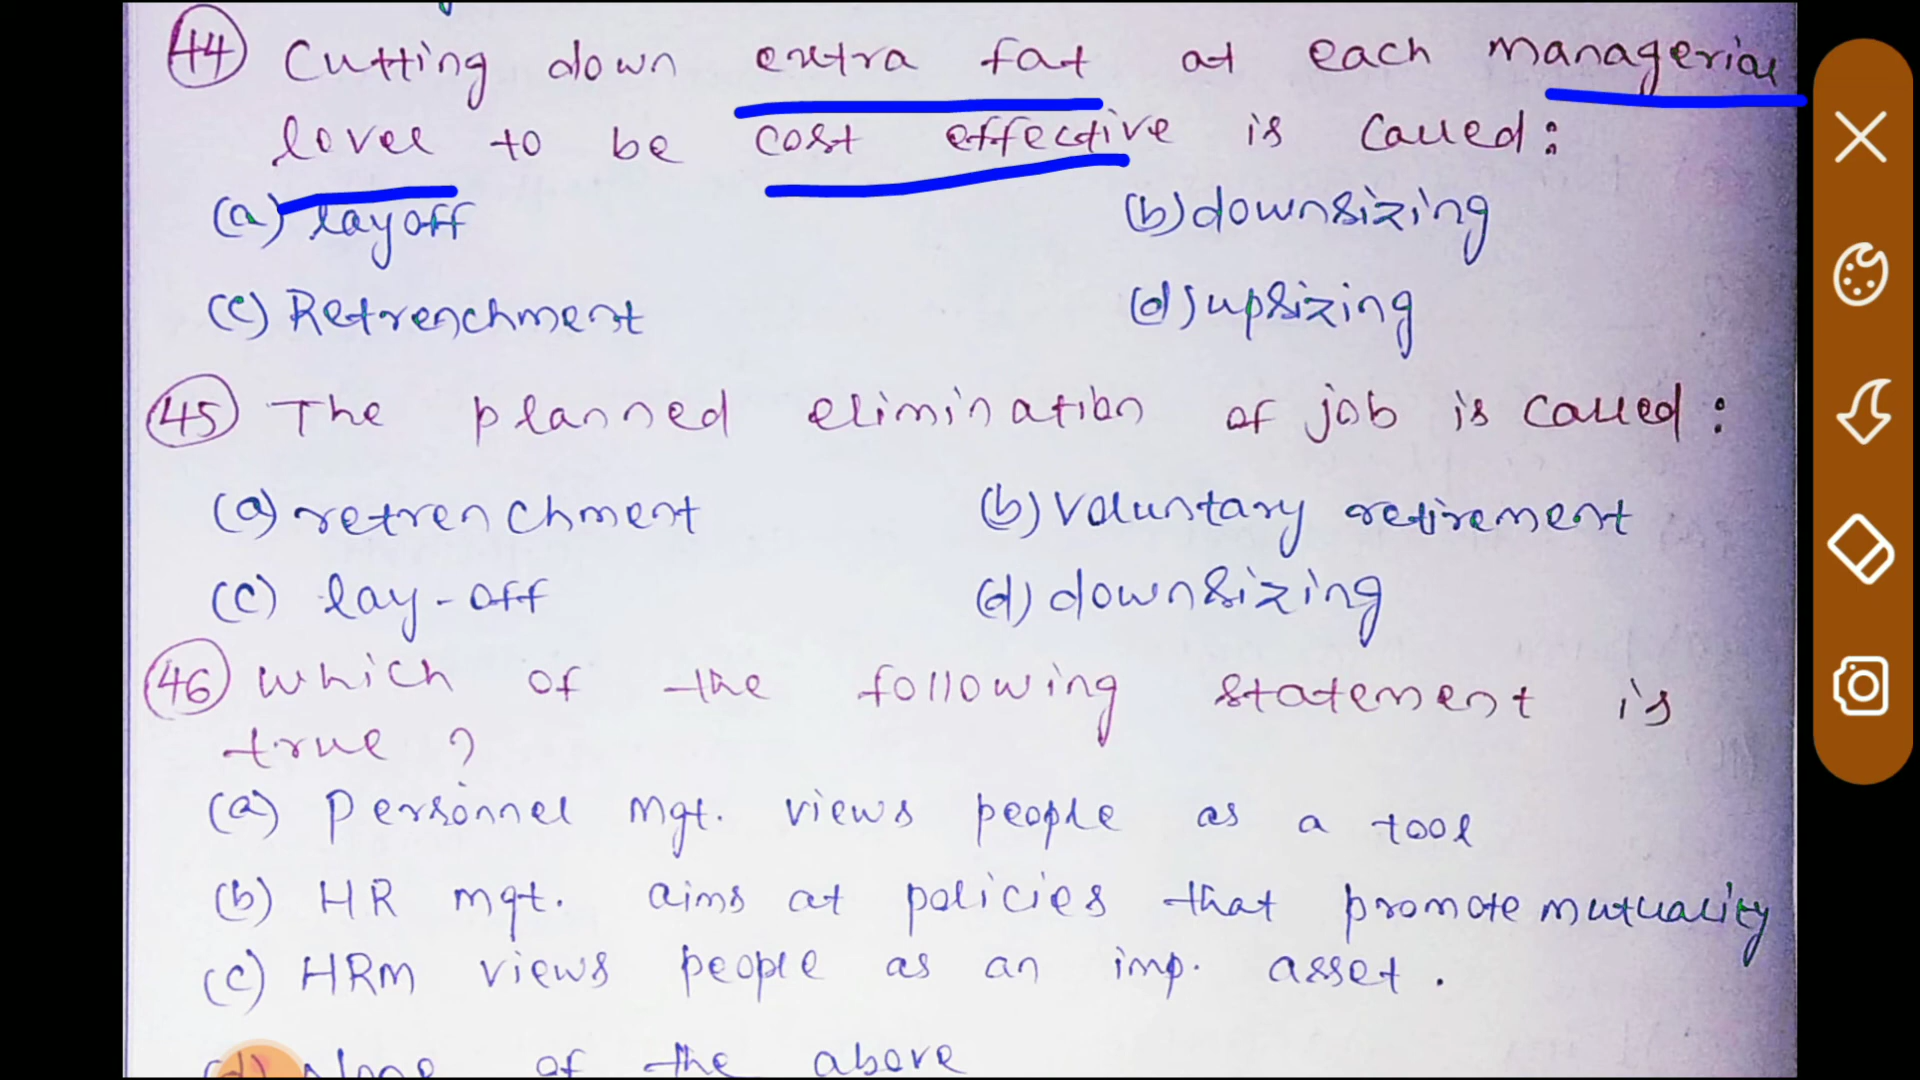 44 Cutting down extra fat at each managerial
lovel to be cost effective is called:
(a) layoff (b) downsizing
(c) Retrenchment (d) upsizing
45 The planned elimination of job is called:
(a) retrenchment (b) voluntary retirement
(c) lay-off (d) downsizing
46 which of the following statement is
true ?
(a) Personnel Mgt. views people as a tool
(b) HR mgt. aims at policies that promote mutuality
(c) HRM views people as an imp. asset.
(d) None of the above